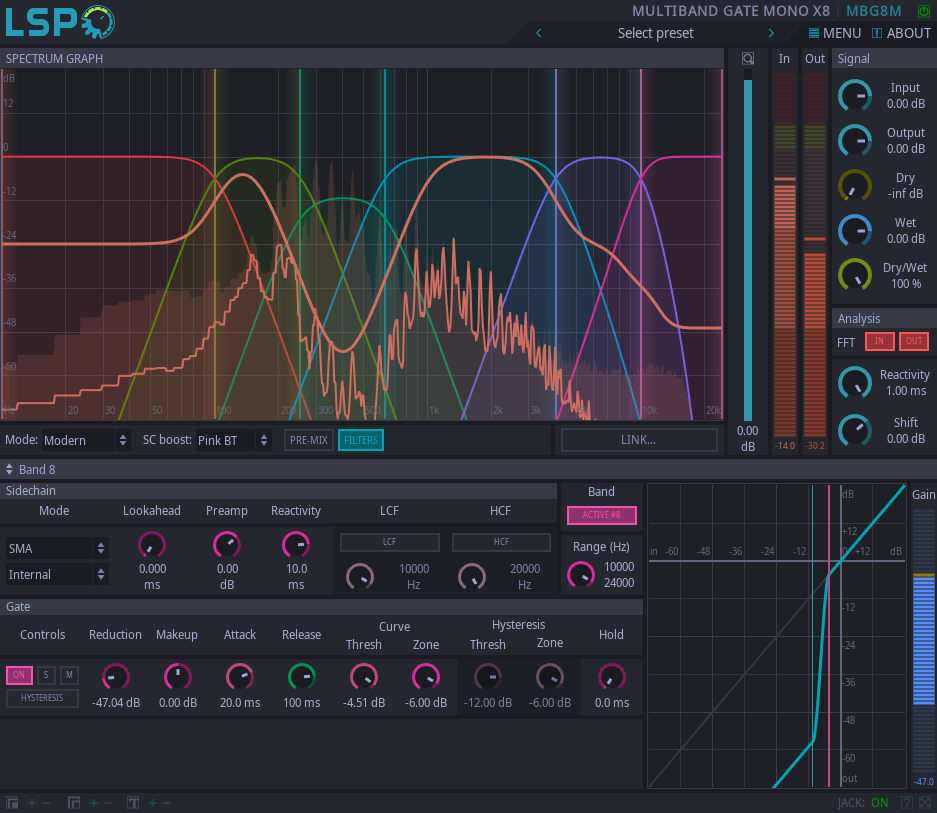 LSP
MULTIBAND GATE MONO X8 MBG8M
Select preset
MENU ABOUT
SPECTRUM GRAPH
In Out
Signal
dB
12
0
-12
-24
-36
-48
-60
20 30 50 100 200 300 500 1k 2k 3k 10k 20k
0.00
dB
-14.0 -30.2
Input
0.00 dB
Output
0.00 dB
Dry
-inf dB
Wet
0.00 dB
Dry/Wet
100 %
Analysis
FFT IN OUT
Reactivity
1.00 ms
Shift
0.00 dB
Mode: Modern SC boost: Pink BT PRE-MIX FILTERS LINK...
Band 8
Sidechain
Mode Lookahead Preamp Reactivity LCF HCF
SMA
Internal
0.000
ms
0.00
dB
10.0
ms
LCF
10000
Hz
HCF
20000
Hz
Band
ACTIVE #8
Range (Hz)
10000
24000
Gate
Controls Reduction Makeup Attack Release Curve Hysteresis Hold
Thresh Zone Thresh Zone
ON S M
HYSTERESIS
-47.04 dB 0.00 dB 20.0 ms 100 ms -4.51 dB -6.00 dB -12.00 dB -6.00 dB 0.0 ms
dB
+12
in -60 -48 -36 -24 -12 0 +12 dB
-12
-24
-36
-48
-60
out
Gain
-47.0
JACK: ON